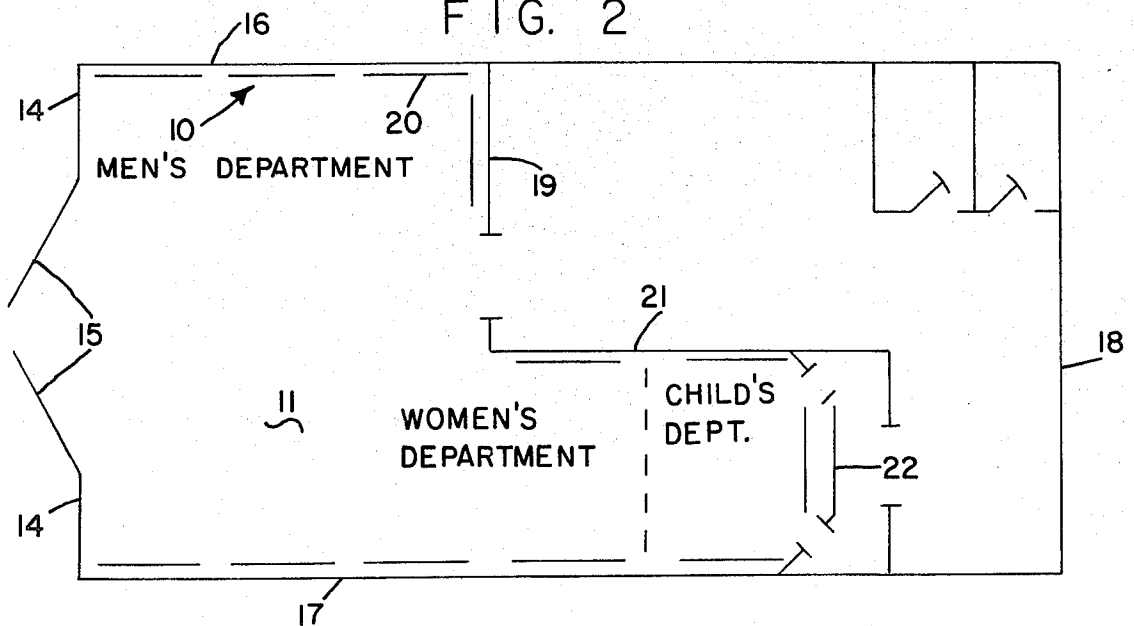 FIG. 2
16
14
10
20
MEN'S DEPARTMENT
19
21
15
18
11
WOMEN'S
DEPARTMENT
CHILD'S
DEPT.
22
14
17